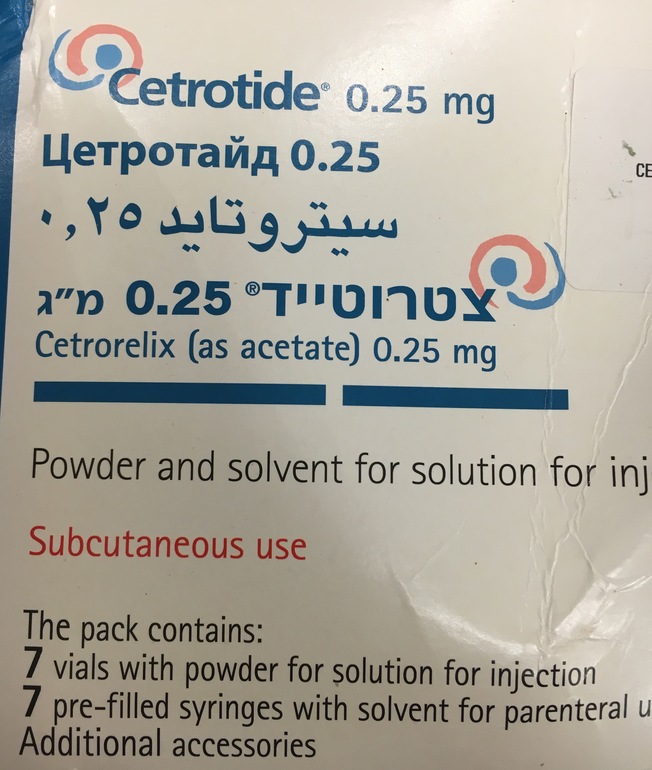 Cetrotide® 0.25 mg
Цетротайд 0.25
سيتروتايد ٠,٢٥
צטרוטייד® 0.25 מ"ג
Cetrorelix (as acetate) 0.25 mg
CE
Powder and solvent for solution for inj
Subcutaneous use
The pack contains:
7 vials with powder for solution for injection
7 pre-filled syringes with solvent for parenteral u
Additional accessories